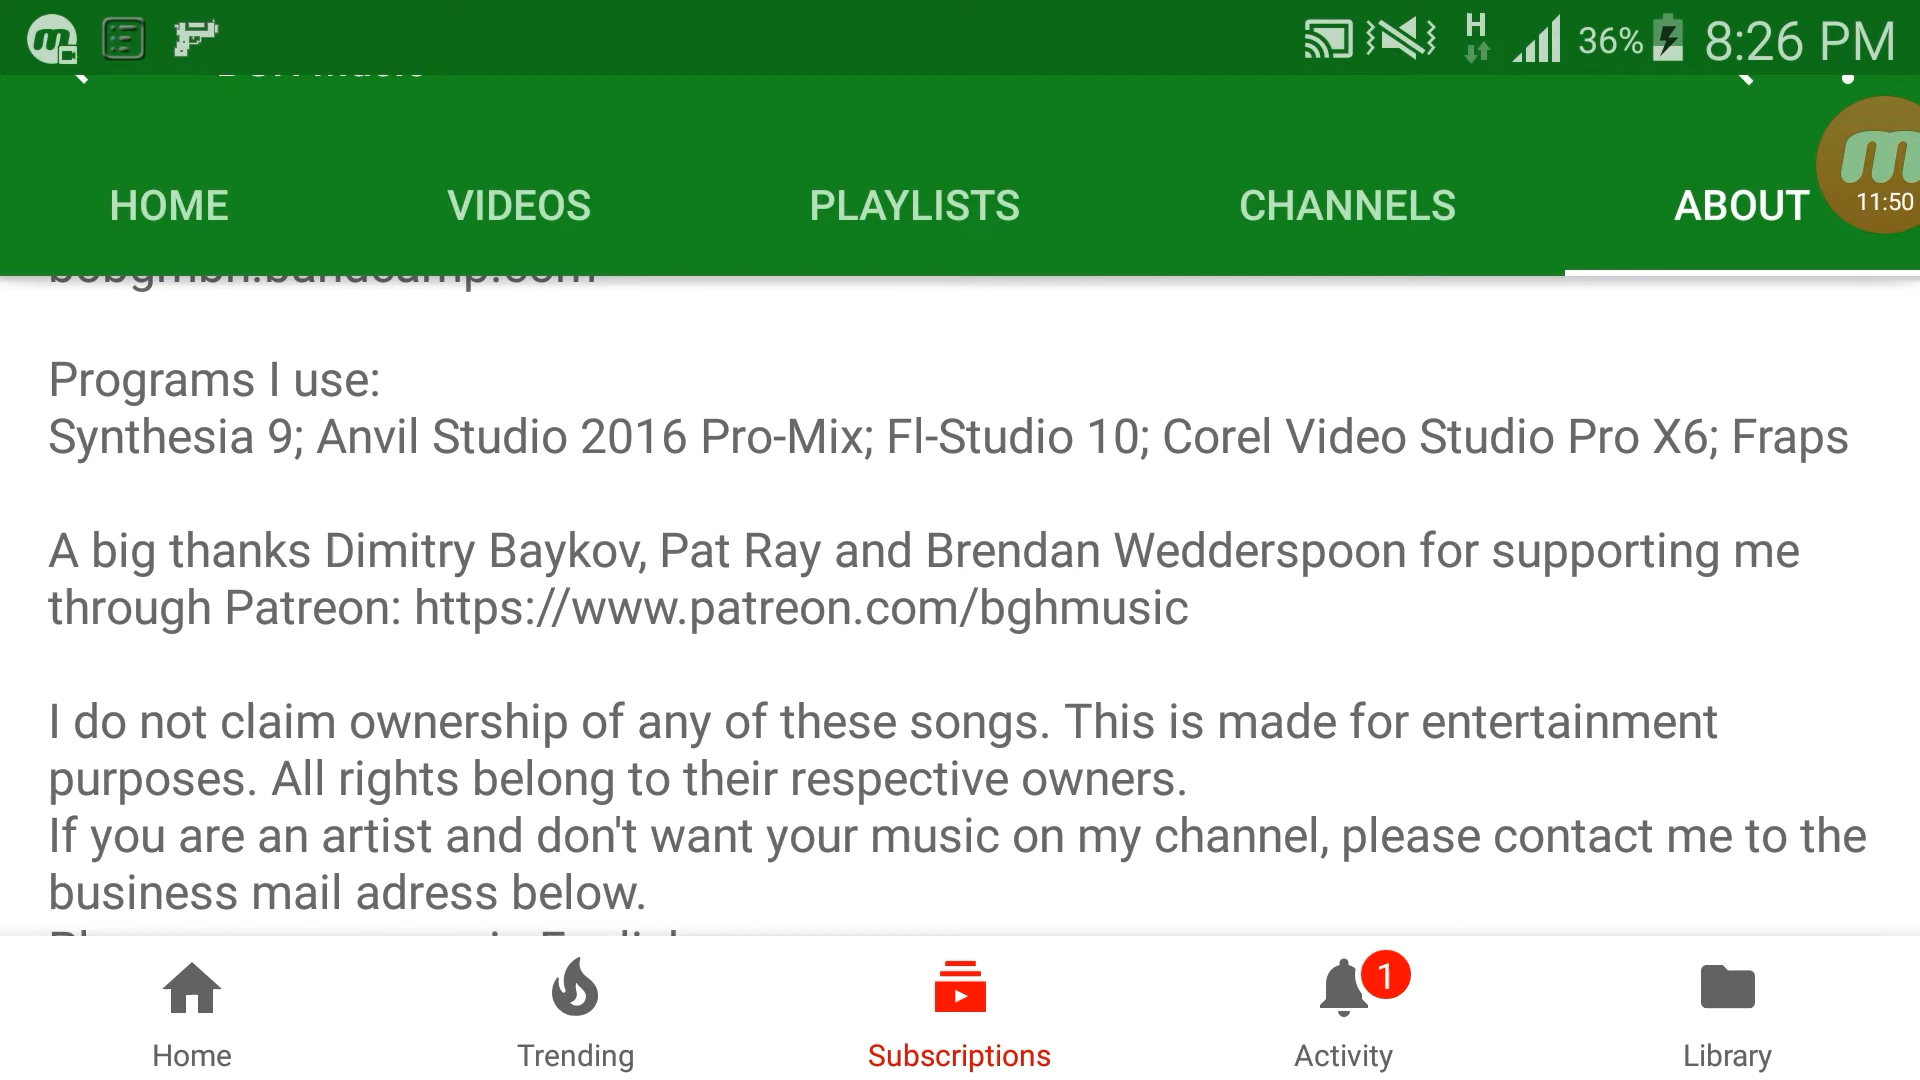 H 36% 8:26 PM
HOME VIDEOS PLAYLISTS CHANNELS ABOUT
m
11:50
Programs I use:
Synthesia 9; Anvil Studio 2016 Pro-Mix; Fl-Studio 10; Corel Video Studio Pro X6; Fraps
A big thanks Dimitry Baykov, Pat Ray and Brendan Wedderspoon for supporting me
through Patreon: https://www.patreon.com/bghmusic
I do not claim ownership of any of these songs. This is made for entertainment
purposes. All rights belong to their respective owners.
If you are an artist and don't want your music on my channel, please contact me to the
business mail adress below.
1
Home Trending Subscriptions Activity Library